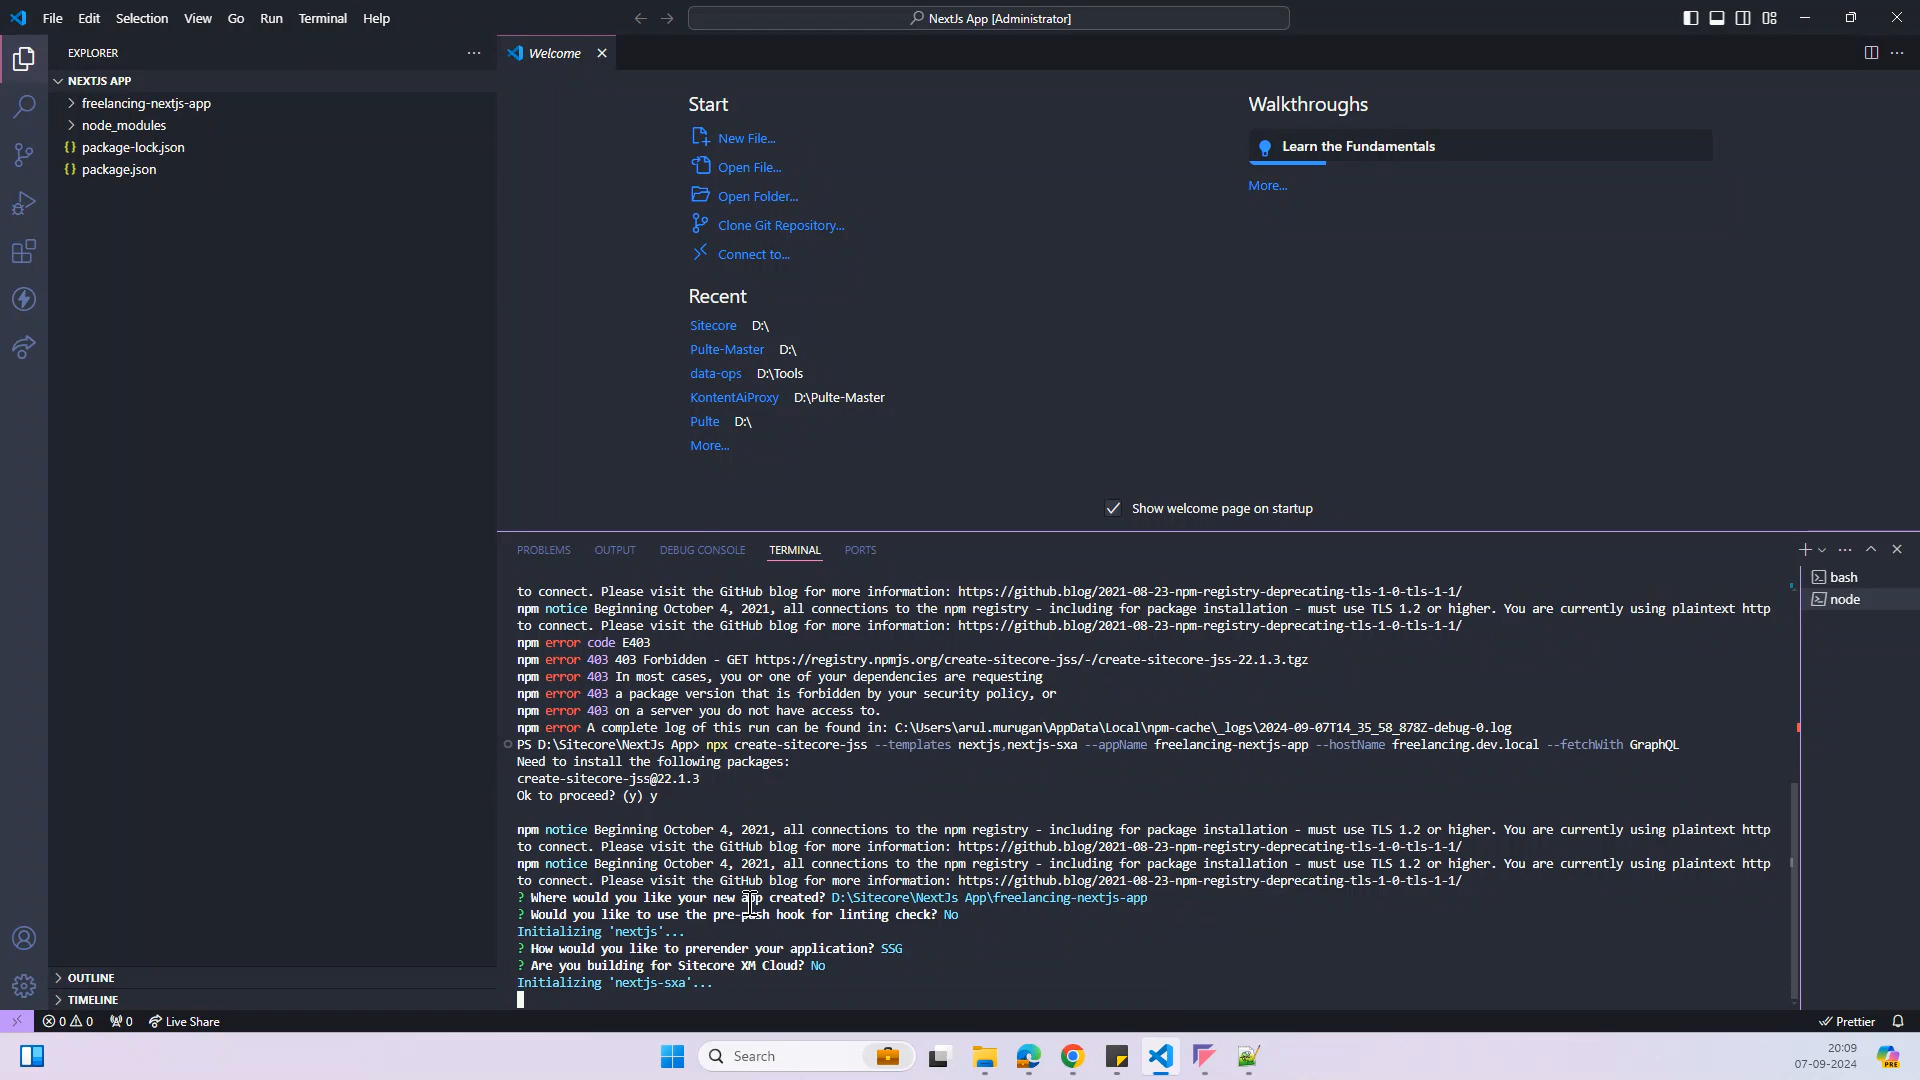 File Edit Selection View Go Run Terminal Help
NextJs App [Administrator]
EXPLORER
NEXTJS APP
freelancing-nextjs-app
node_modules
package-lock.json
package.json
OUTLINE
TIMELINE
Welcome
Start
New File...
Open File...
Open Folder...
Clone Git Repository...
Connect to...
Recent
Sitecore D:\
Pulte-Master D:\
data-ops D:\Tools
KontentAiProxy D:\Pulte-Master
Pulte D:\
More...
Walkthroughs
Learn the Fundamentals
More...
Show welcome page on startup
PROBLEMS OUTPUT DEBUG CONSOLE TERMINAL PORTS
to connect. Please visit the GitHub blog for more information: https://github.blog/2021-08-23-npm-registry-deprecating-tls-1-0-tls-1-1/
npm notice Beginning October 4, 2021, all connections to the npm registry - including for package installation - must use TLS 1.2 or higher. You are currently using plaintext http
to connect. Please visit the GitHub blog for more information: https://github.blog/2021-08-23-npm-registry-deprecating-tls-1-0-tls-1-1/
npm error code E403
npm error 403 403 Forbidden - GET https://registry.npmjs.org/create-sitecore-jss/-/create-sitecore-jss-22.1.3.tgz
npm error 403 In most cases, you or one of your dependencies are requesting
npm error 403 a package version that is forbidden by your security policy, or
npm error 403 on a server you do not have access to.
npm error A complete log of this run can be found in: C:\Users\arul.murugan\AppData\Local\npm-cache\_logs\2024-09-07T14_35_58_878Z-debug-0.log
PS D:\Sitecore\NextJs App> npx create-sitecore-jss --templates nextjs,nextjs-sxa --appName freelancing-nextjs-app --hostName freelancing.dev.local --fetchWith GraphQL
Need to install the following packages:
create-sitecore-jss@22.1.3
Ok to proceed? (y) y
npm notice Beginning October 4, 2021, all connections to the npm registry - including for package installation - must use TLS 1.2 or higher. You are currently using plaintext http
to connect. Please visit the GitHub blog for more information: https://github.blog/2021-08-23-npm-registry-deprecating-tls-1-0-tls-1-1/
npm notice Beginning October 4, 2021, all connections to the npm registry - including for package installation - must use TLS 1.2 or higher. You are currently using plaintext http
to connect. Please visit the GitHub blog for more information: https://github.blog/2021-08-23-npm-registry-deprecating-tls-1-0-tls-1-1/
? Where would you like your new app created? D:\Sitecore\NextJs App\freelancing-nextjs-app
? Would you like to use the pre-push hook for linting check? No
Initializing 'nextjs'...
? How would you like to prerender your application? SSG
? Are you building for Sitecore XM Cloud? No
Initializing 'nextjs-sxa'...
bash
node
0 0 0 Live Share
Prettier
Search
20:09
07-09-2024
PRE